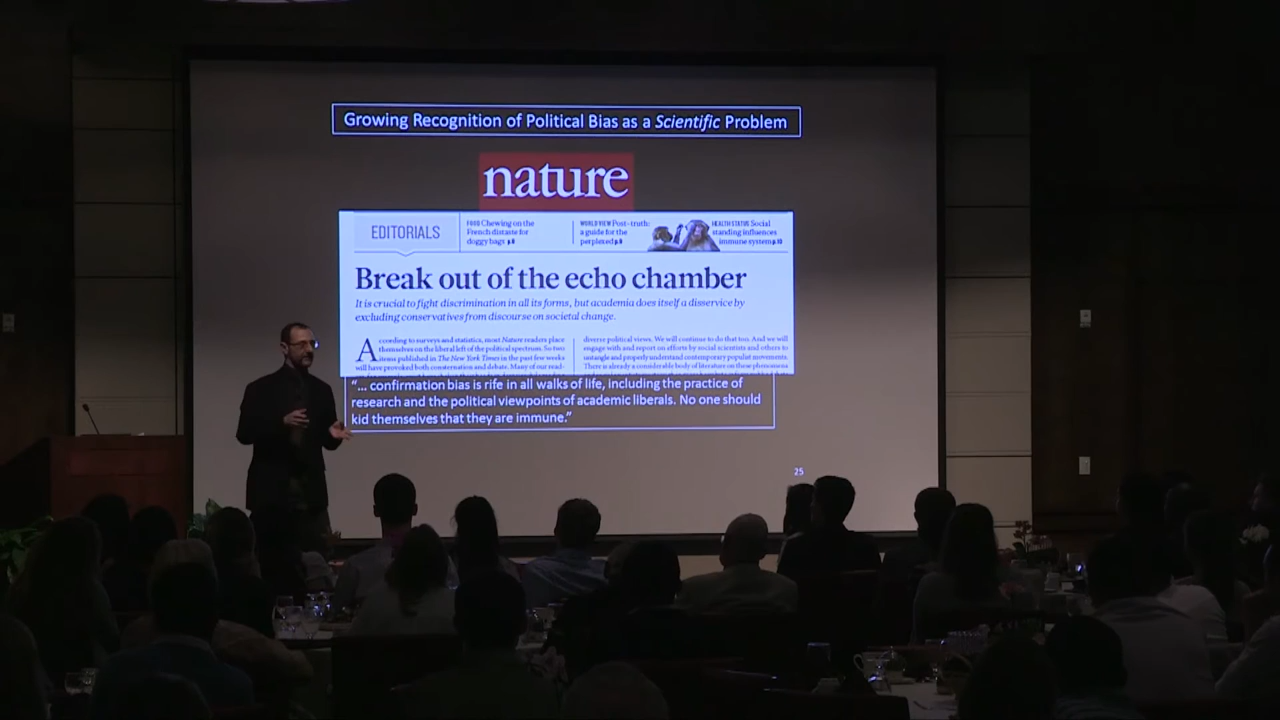 Growing Recognition of Political Bias as a Scientific Problem
nature
EDITORIALS
FOOD Chewing on the
French distaste for
doggy bags p.8
WORLD VIEW Post-truth:
a guide for the
perplexed p.9
HEALTH STATUS Social
standing influences
immune system p.13
Break out of the echo chamber
It is crucial to fight discrimination in all its forms, but academia does itself a disservice by
excluding conservatives from discourse on societal change.
According to surveys and statistics, most Nature readers place
themselves on the liberal left of the political spectrum. So two
items published in The New York Times in the past few weeks
will have provoked both consternation and debate. Many of our read-
diverse political views. We will continue to do that too. And we will
engage with and report on efforts by social scientists and others to
untangle and properly understand contemporary populist movements.
There is already a considerable body of literature on these phenomena
“... confirmation bias is rife in all walks of life, including the practice of
research and the political viewpoints of academic liberals. No one should
kid themselves that they are immune.”
25